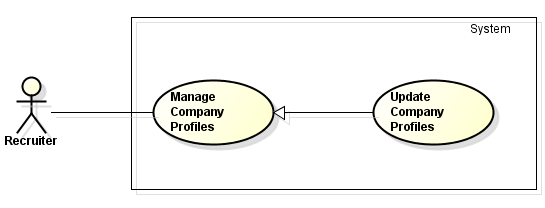 System
Manage
Company
Profiles
Update
Company
Profiles
Recruiter